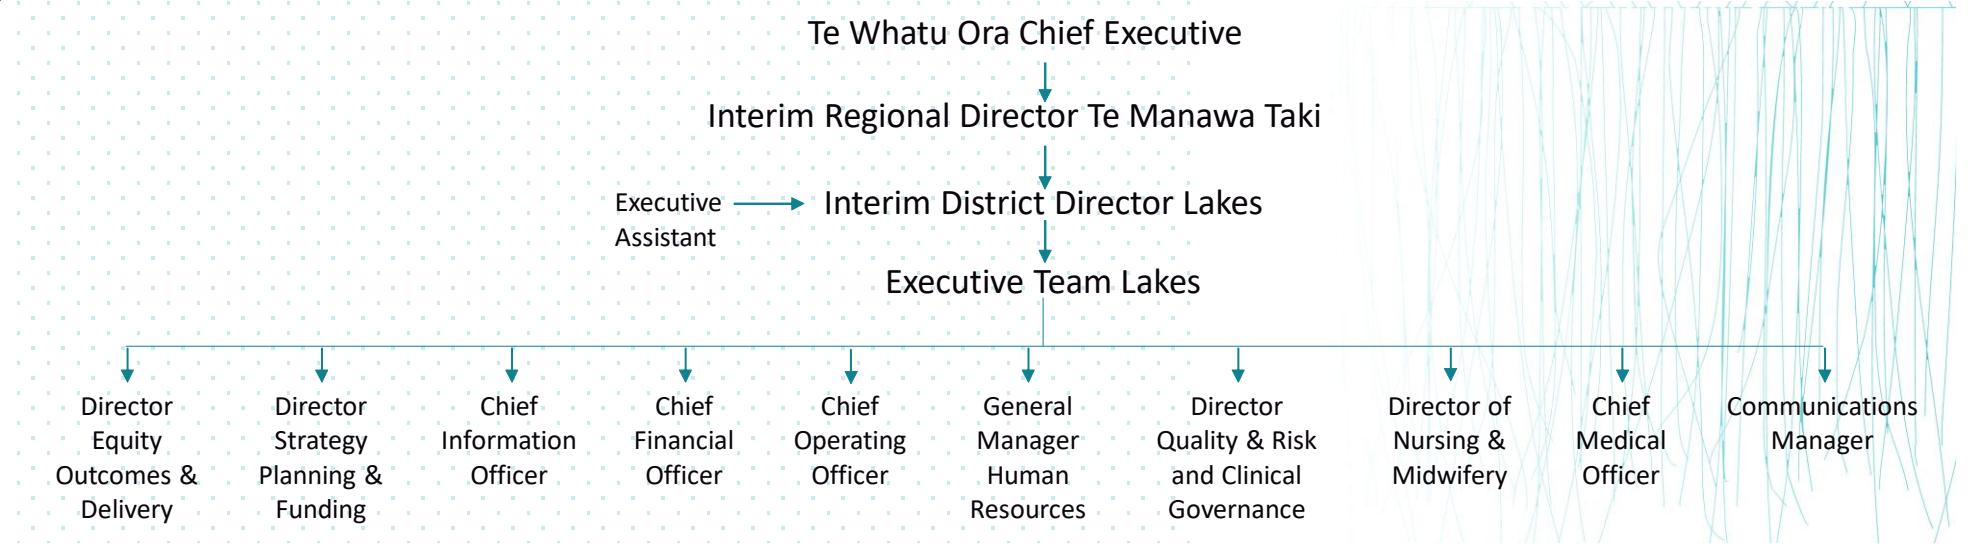 Te Whatu Ora Chief Executive
Interim Regional Director Te Manawa Taki
Executive
Assistant
Interim District Director Lakes
Executive Team Lakes
Director
Equity
Outcomes &
Delivery
Director
Strategy
Planning &
Funding
Chief
Information
Officer
Chief
Financial
Officer
Chief
Operating
Officer
General
Manager
Human
Resources
Director
Quality & Risk
and Clinical
Governance
Director of
Nursing &
Midwifery
Chief
Medical
Officer
Communications
Manager